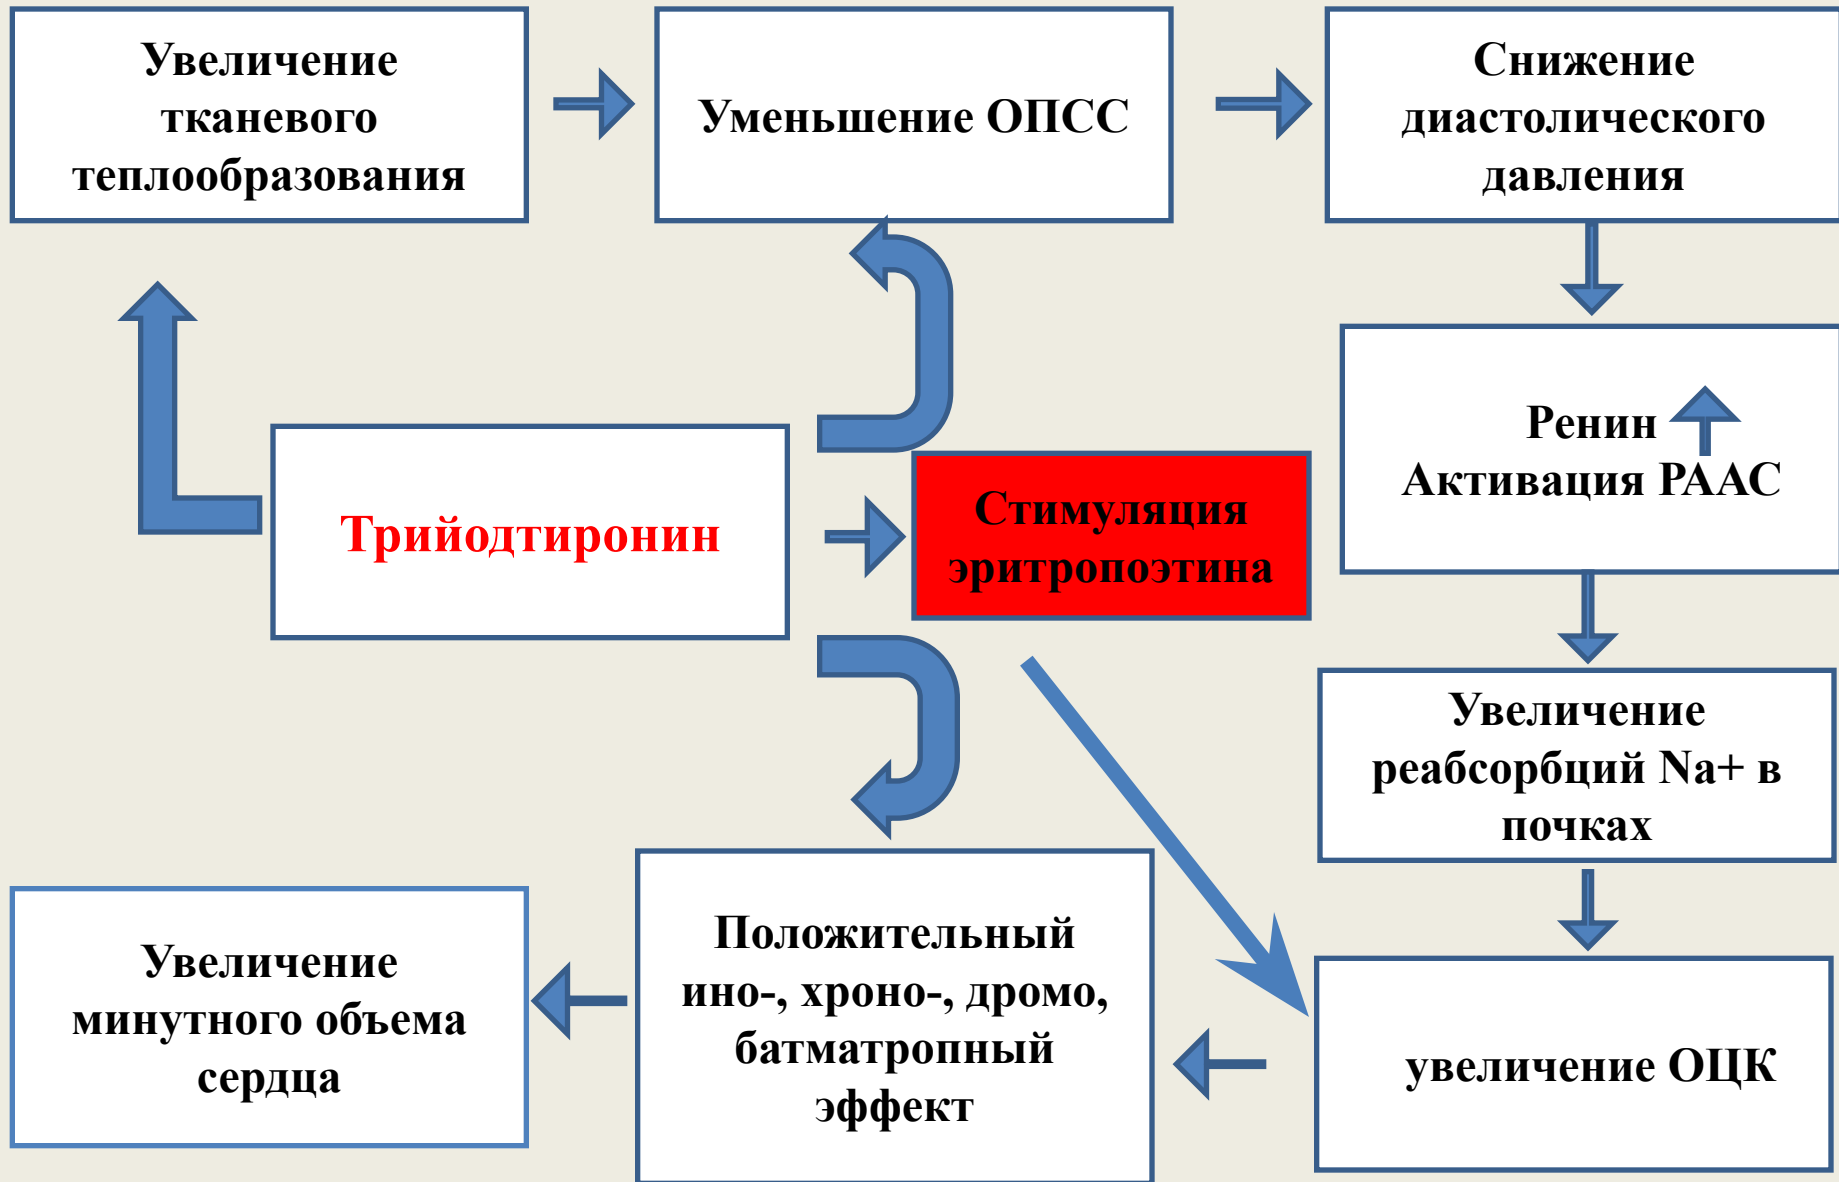 Увеличение
тканевого
теплообразования
Уменьшение ОПСС
Снижение
диастолического
давления
Ренин
Активация РААС
Трийодтиронин
Стимуляция
эритропоэтина
Увеличение
реабсорбций Na+ в
почках
Увеличение
минутного объема
сердца
Положительный
ино-, хроно-, дромо,
батматропный
эффект
увеличение ОЦК